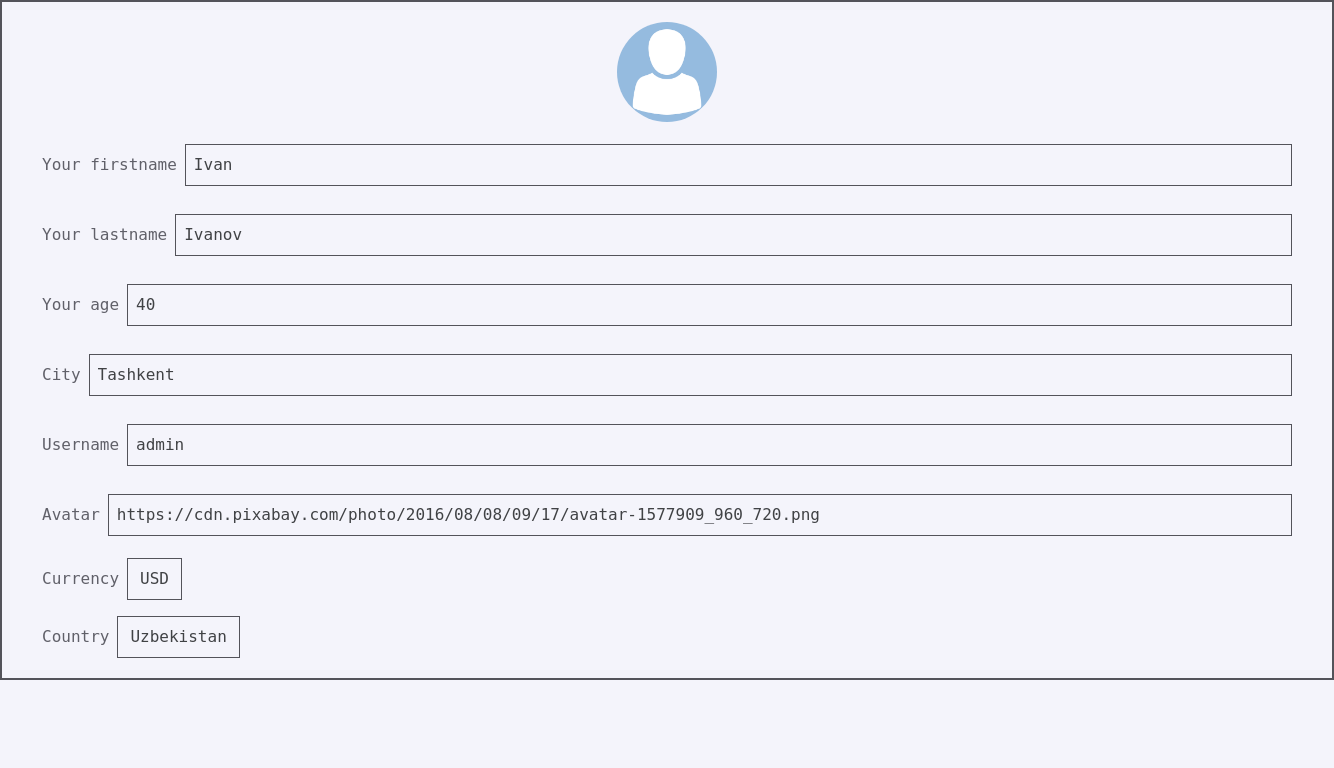 Your firstname Ivan
Your lastname Ivanov
Your age 40
City Tashkent
Username admin
Avatar https://cdn.pixabay.com/photo/2016/08/08/09/17/avatar-1577909_960_720.png
Currency USD
Country Uzbekistan